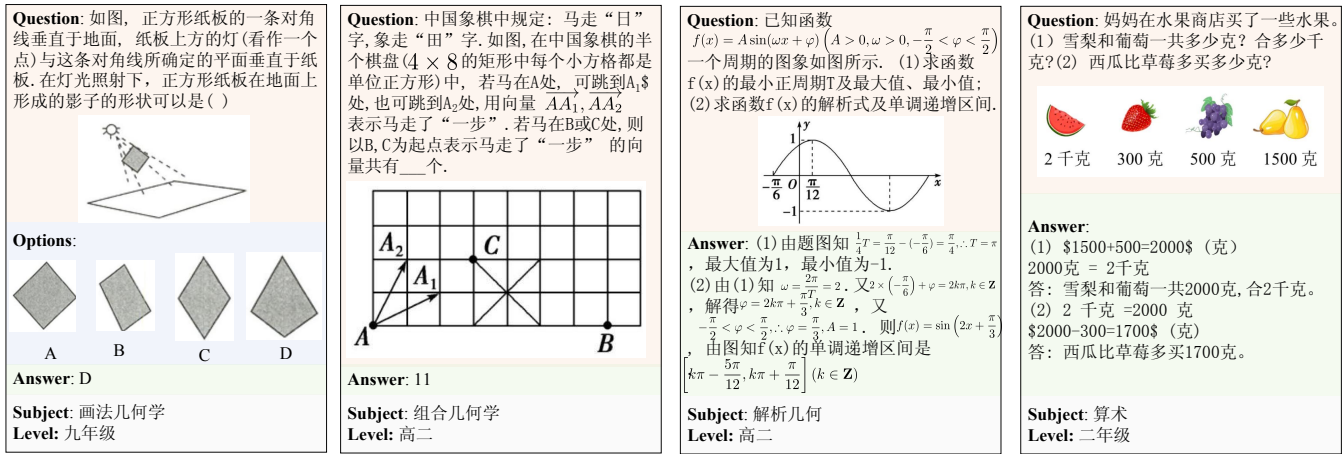 Question: 如图, 正方形纸板的一条对角
线垂直于地面, 纸板上方的灯(看作一个
点)与这条对角线所确定的平面垂直于纸
板.在灯光照射下, 正方形纸板在地面上
形成的影子的形状可以是( )
Options:
A B C D
Answer: D
Subject: 画法几何学
Level: 九年级
Question: 中国象棋中规定: 马走“日”
字,象走“田”字.如图,在中国象棋的半
个棋盘(4 × 8的矩形中每个小方格都是
单位正方形)中, 若马在A处, 可跳到A₁$
处,也可跳到A₂处,用向量 \overrightarrow{AA₁},\overrightarrow{AA₂}
表示马走了“一步”.若马在B或C处,则
以B,C为起点表示马走了“一步” 的向
量共有___个.
A₂ C
A₁
A B
Answer: 11
Subject: 组合几何学
Level: 高二
Question: 已知函数
f(x) = A sin(ωx + φ) (A > 0, ω > 0, -π/2 < φ < π/2)
一个周期的图象如图所示. (1)求函数
f(x)的最小正周期T及最大值、最小值;
(2)求函数f(x)的解析式及单调递增区间.
y
1
-π/6 O π/12 x
-1
Answer: (1)由题图知 1/4 T = π/12 - (-π/6) = π/4, ∴ T = π
, 最大值为1, 最小值为-1.
(2)由(1)知 ω = 2π/T = 2 . 又 2 × (-π/6) + φ = 2kπ, k ∈ Z
, 解得 φ = 2kπ + π/3, k ∈ Z , 又
-π/2 < φ < π/2, ∴ φ = π/3, A = 1 . 则 f(x) = sin (2x + π/3)
, 由图知f(x)的单调递增区间是
[kπ - 5π/12, kπ + π/12] (k ∈ Z)
Subject: 解析几何
Level: 高二
Question: 妈妈在水果商店买了一些水果。
(1) 雪梨和葡萄一共多少克? 合多少千
克?(2) 西瓜比草莓多买多少克?
2 千克 300 克 500 克 1500 克
Answer:
(1) $1500+500=2000$ (克)
2000克 = 2千克
答: 雪梨和葡萄一共2000克,合2千克。
(2) 2 千克 =2000 克
$2000-300=1700$ (克)
答: 西瓜比草莓多买1700克。
Subject: 算术
Level: 二年级